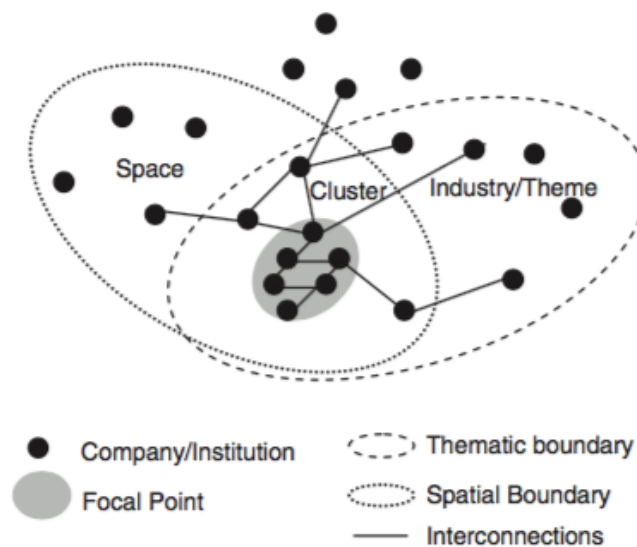 Space
Cluster
Industry/Theme
Company/Institution
Thematic boundary
Focal Point
Spatial Boundary
Interconnections